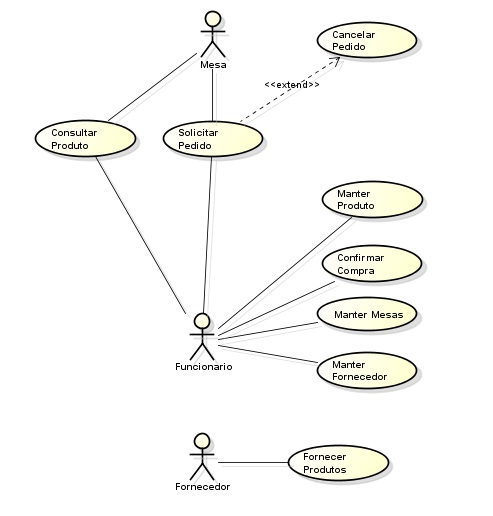 Cancelar
Pedido
Mesa
<<extend>>
Consultar
Produto
Solicitar
Pedido
Manter
Produto
Confirmar
Compra
Manter Mesas
Funcionario
Manter
Fornecedor
Fornecer
Produtos
Fornecedor